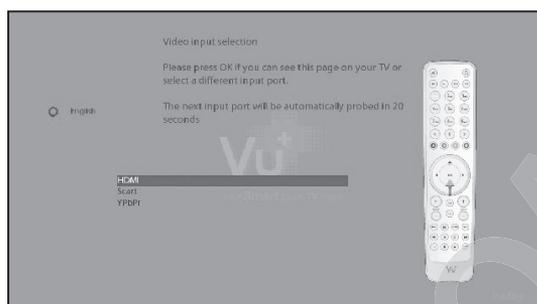 Video input selection
Please press OK if you can see this page on your TV or
select a different input port.
English
The next input port will be automatically probed in 20
seconds
Vu+
HDMI
Scart
YPbPr